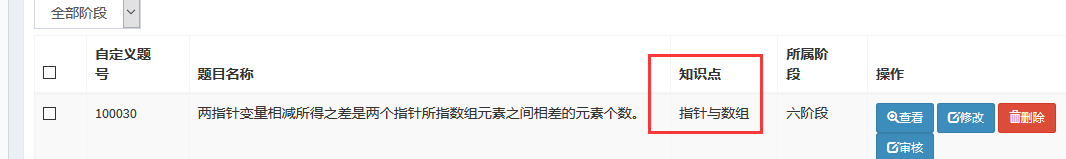 全部阶段
自定义题
号
题目名称
知识点
所属阶
段
操作
100030
两指针变量相减所得之差是两个指针所指数组元素之间相差的元素个数。
指针与数组
六阶段
查看
修改
删除
审核